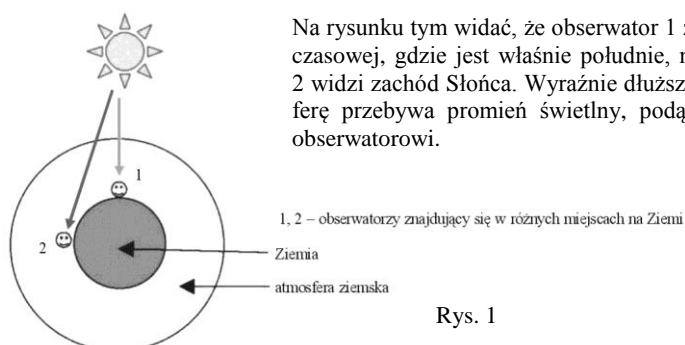 Na rysunku tym widać, że obserwator 1 z
czasowej, gdzie jest właśnie południe,
2 widzi zachód Słońca. Wyraźnie dłuższ
ferę przebywa promień świetlny, podą
obserwatorowi.
1
1, 2 – obserwatorzy znajdujący się w różnych miejscach na Ziemi
2
Ziemia
atmosfera ziemska
Rys. 1